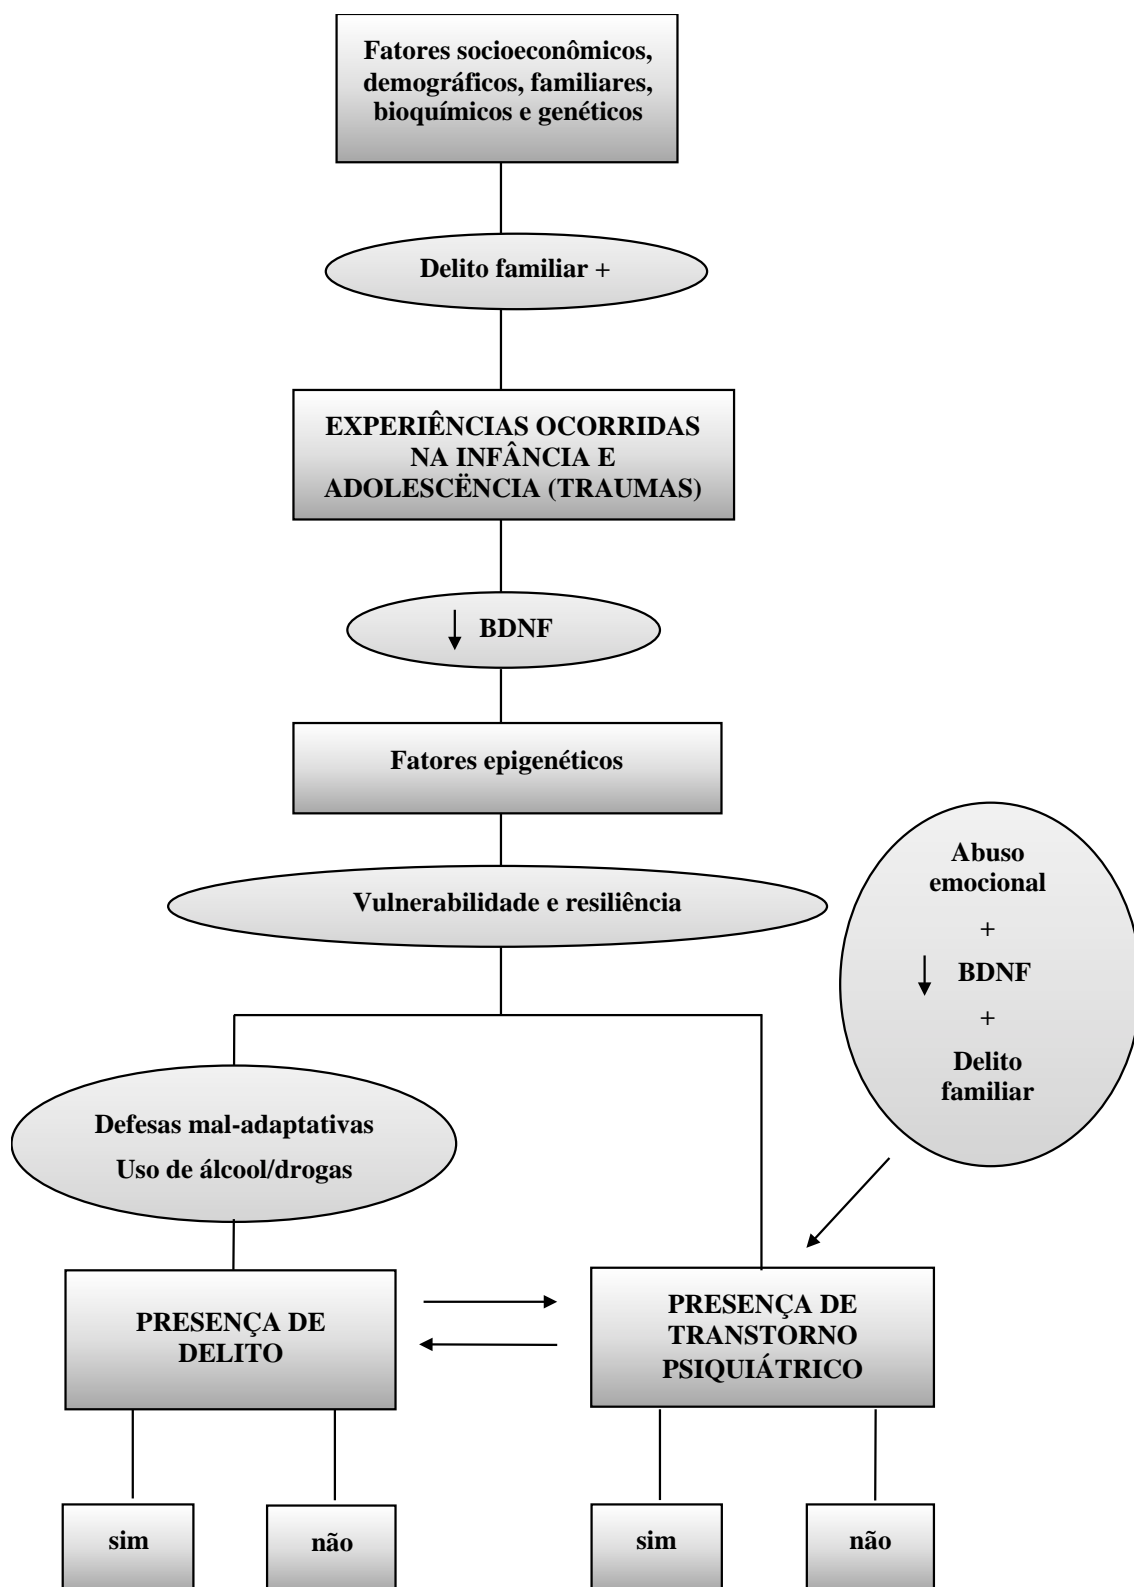 Fatores socioeconômicos,
demográficos, familiares,
bioquímicos e genéticos
Delito familiar +
EXPERIÊNCIAS OCORRIDAS
NA INFÂNCIA E
ADOLESCËNCIA (TRAUMAS)
↓ BDNF
Fatores epigenéticos
Vulnerabilidade e resiliência
Abuso
emocional
+
↓ BDNF
+
Delito
familiar
Defesas mal-adaptativas
Uso de álcool/drogas
PRESENÇA DE
DELITO
PRESENÇA DE
TRANSTORNO
PSIQUIÁTRICO
sim
não
sim
não